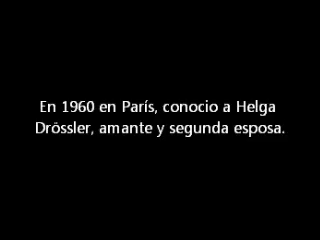 En 1960 en París, conocio a Helga
Drössler, amante y segunda esposa.